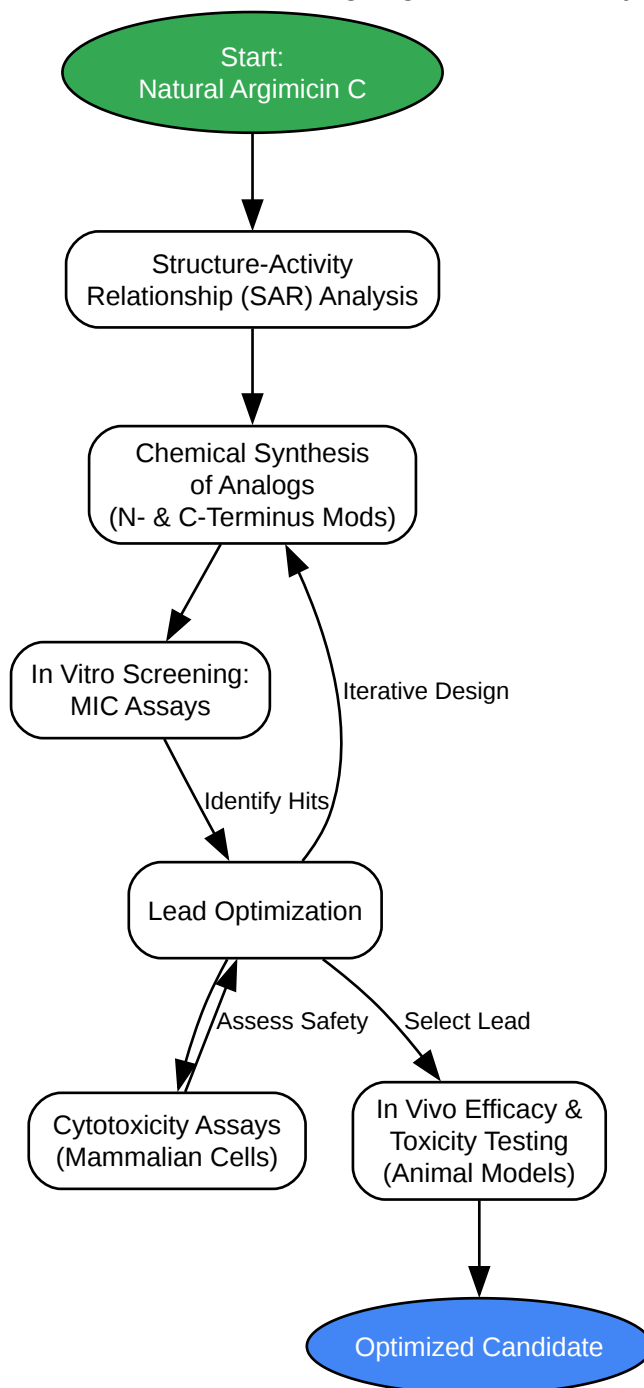 Start:
Natural Argimicin C
Structure-Activity
Relationship (SAR) Analysis
Chemical Synthesis
of Analogs
(N- & C-Terminus Mods)
In Vitro Screening:
MIC Assays
Iterative Design
Identify Hits
Lead Optimization
Assess Safety
Select Lead
Cytotoxicity Assays
(Mammalian Cells)
In Vivo Efficacy &
Toxicity Testing
(Animal Models)
Optimized Candidate